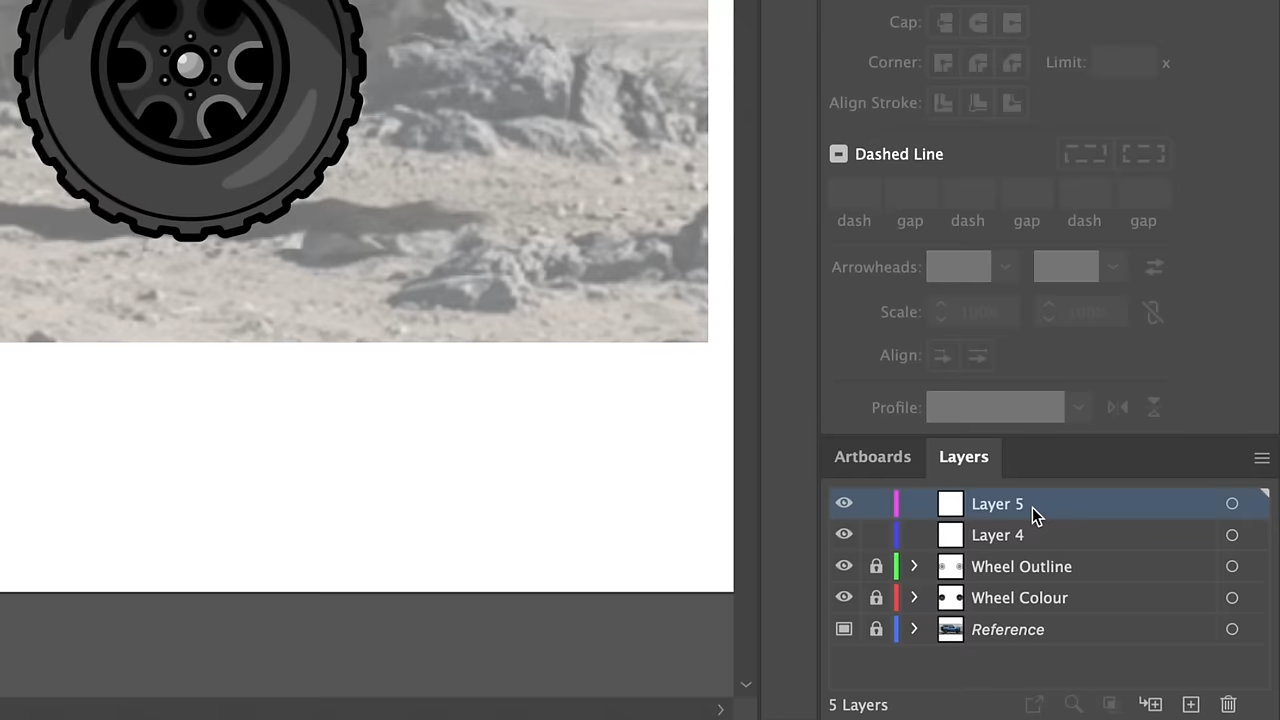 Cap:
Corner: Limit: x
Align Stroke:
Dashed Line
dash gap dash gap dash gap
Arrowheads:
Scale: 100% 100%
Align:
Profile:
Artboards Layers
Layer 5
Layer 4
Wheel Outline
Wheel Colour
Reference
5 Layers